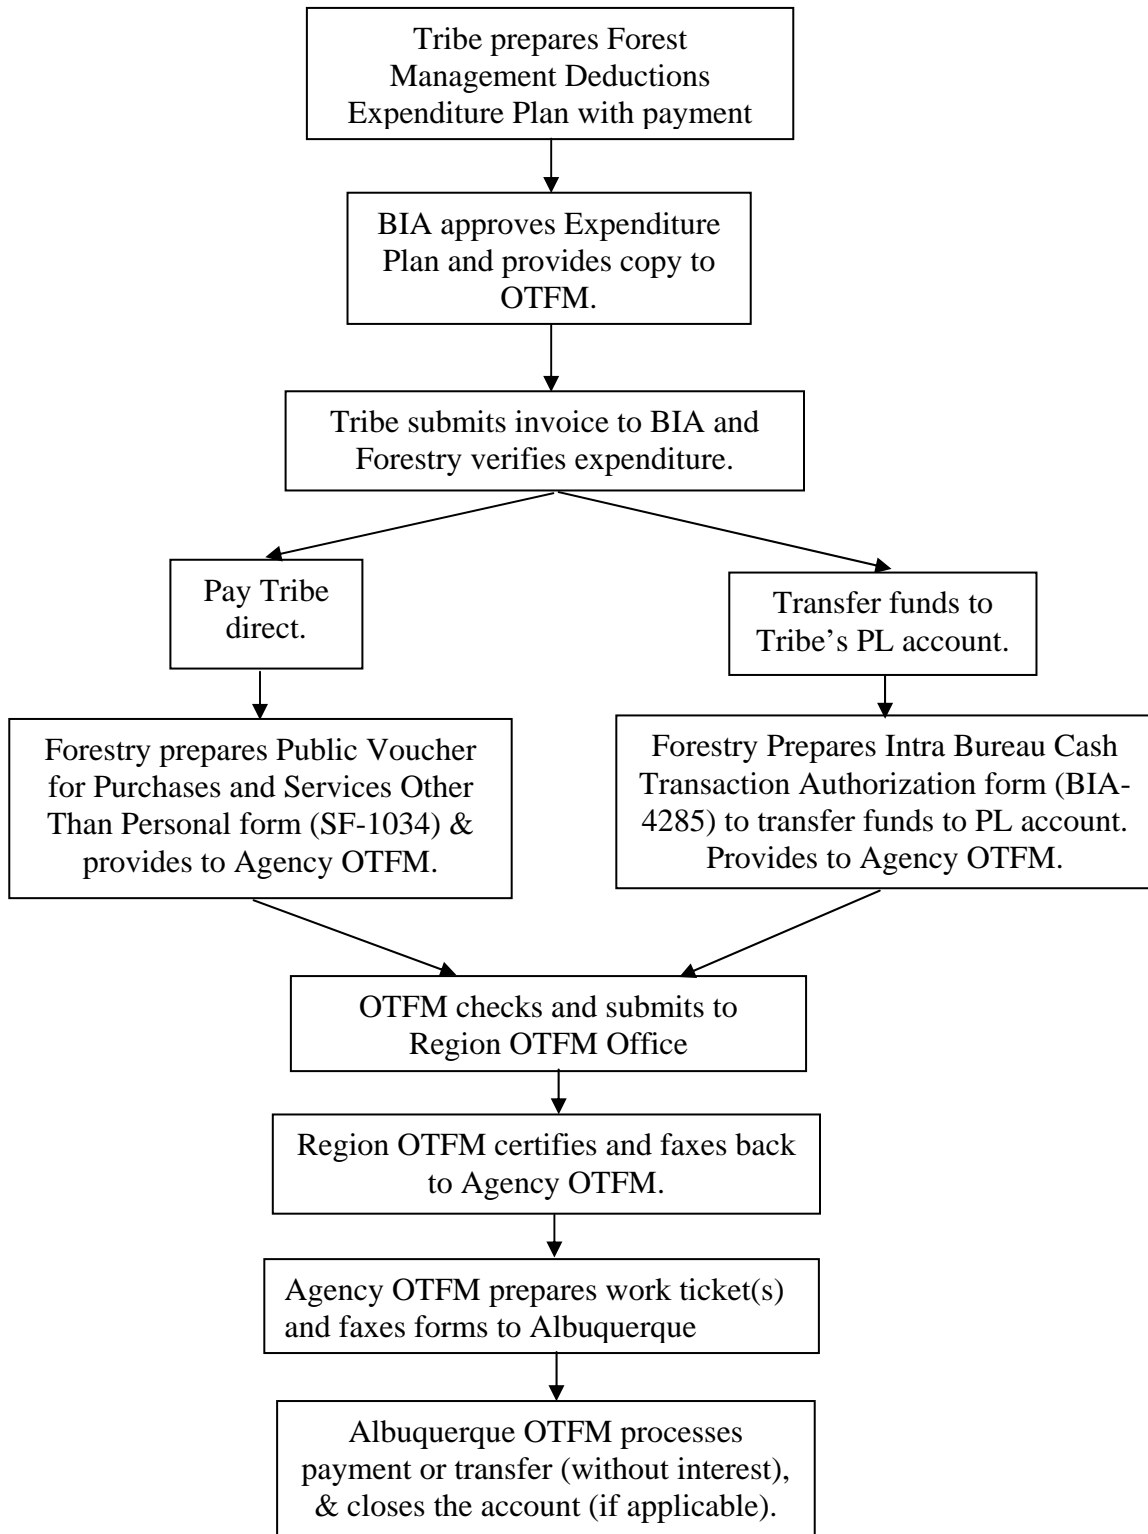 Tribe prepares Forest
Management Deductions
Expenditure Plan with payment
BIA approves Expenditure
Plan and provides copy to
OTFM.
Tribe submits invoice to BIA and
Forestry verifies expenditure.
Pay Tribe
direct.
Transfer funds to
Tribe’s PL account.
Forestry prepares Public Voucher
for Purchases and Services Other
Than Personal form (SF-1034) &
provides to Agency OTFM.
Forestry Prepares Intra Bureau Cash
Transaction Authorization form (BIA-
4285) to transfer funds to PL account.
Provides to Agency OTFM.
OTFM checks and submits to
Region OTFM Office
Region OTFM certifies and faxes back
to Agency OTFM.
Agency OTFM prepares work ticket(s)
and faxes forms to Albuquerque
Albuquerque OTFM processes
payment or transfer (without interest),
& closes the account (if applicable).